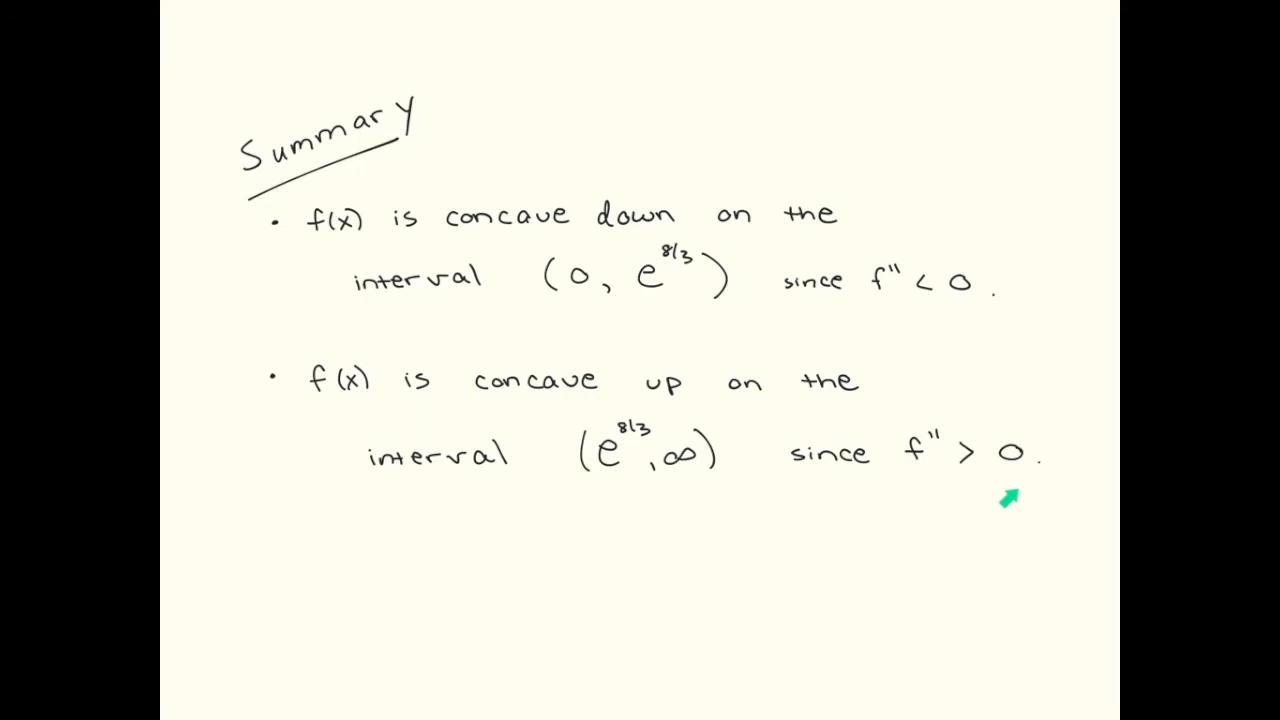 Summary
• f(x) is concave down on the
interval (0, e^8/3) since f" < 0.
• f(x) is concave up on the
interval (e^8/3, ∞) since f" > 0.